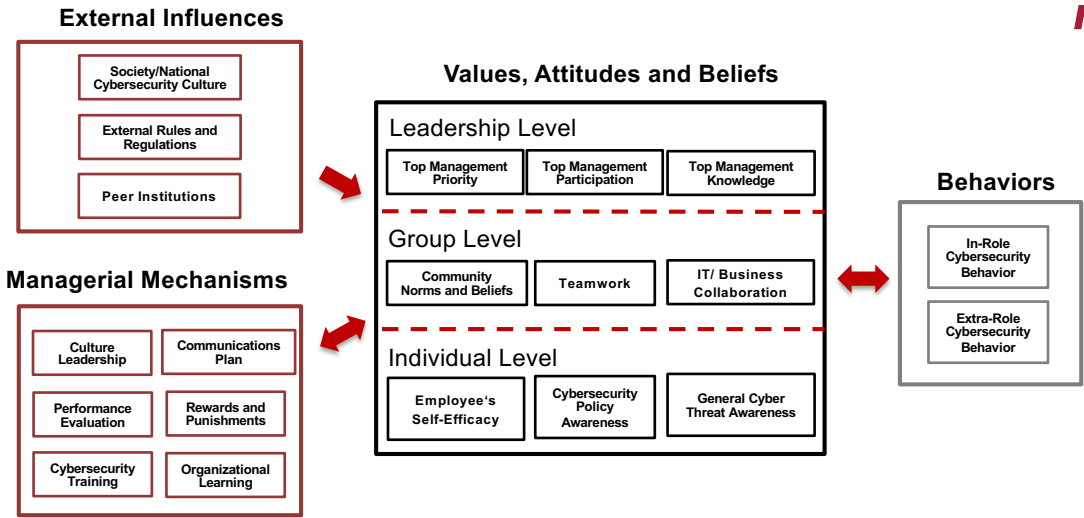 External Influences
Society/National
Cybersecurity Culture
External Rules and
Regulations
Peer Institutions
Managerial Mechanisms
Culture
Leadership
Communications
Plan
Performance
Evaluation
Rewards and
Punishments
Cybersecurity
Training
Organizational
Learning
Values, Attitudes and Beliefs
Leadership Level
Top Management
Priority
Top Management
Participation
Top Management
Knowledge
Group Level
Community
Norms and Beliefs
Teamwork
IT/ Business
Collaboration
Individual Level
Employee‘s
Self-Efficacy
Cybersecurity
Policy
Awareness
General Cyber
Threat Awareness
Behaviors
In-Role
Cybersecurity
Behavior
Extra-Role
Cybersecurity
Behavior